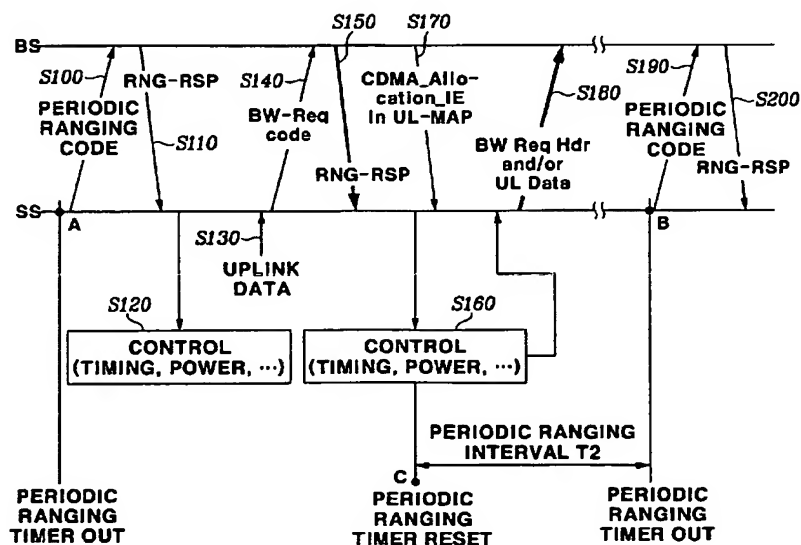 BS
S100
RNG-RSP
S110
PERIODIC
RANGING
CODE
S140
BW-Req
code
S150
RNG-RSP
S170
CDMA_Allo-
cation_IE
in UL-MAP
S180
BW Req Hdr
and/or
UL Data
S190
PERIODIC
RANGING
CODE
S200
RNG-RSP
SS
A
S130
UPLINK
DATA
B
S120
CONTROL
(TIMING, POWER, ···)
S160
CONTROL
(TIMING, POWER, ···)
PERIODIC RANGING
INTERVAL T2
C
PERIODIC
RANGING
TIMER OUT
PERIODIC
RANGING
TIMER RESET
PERIODIC
RANGING
TIMER OUT